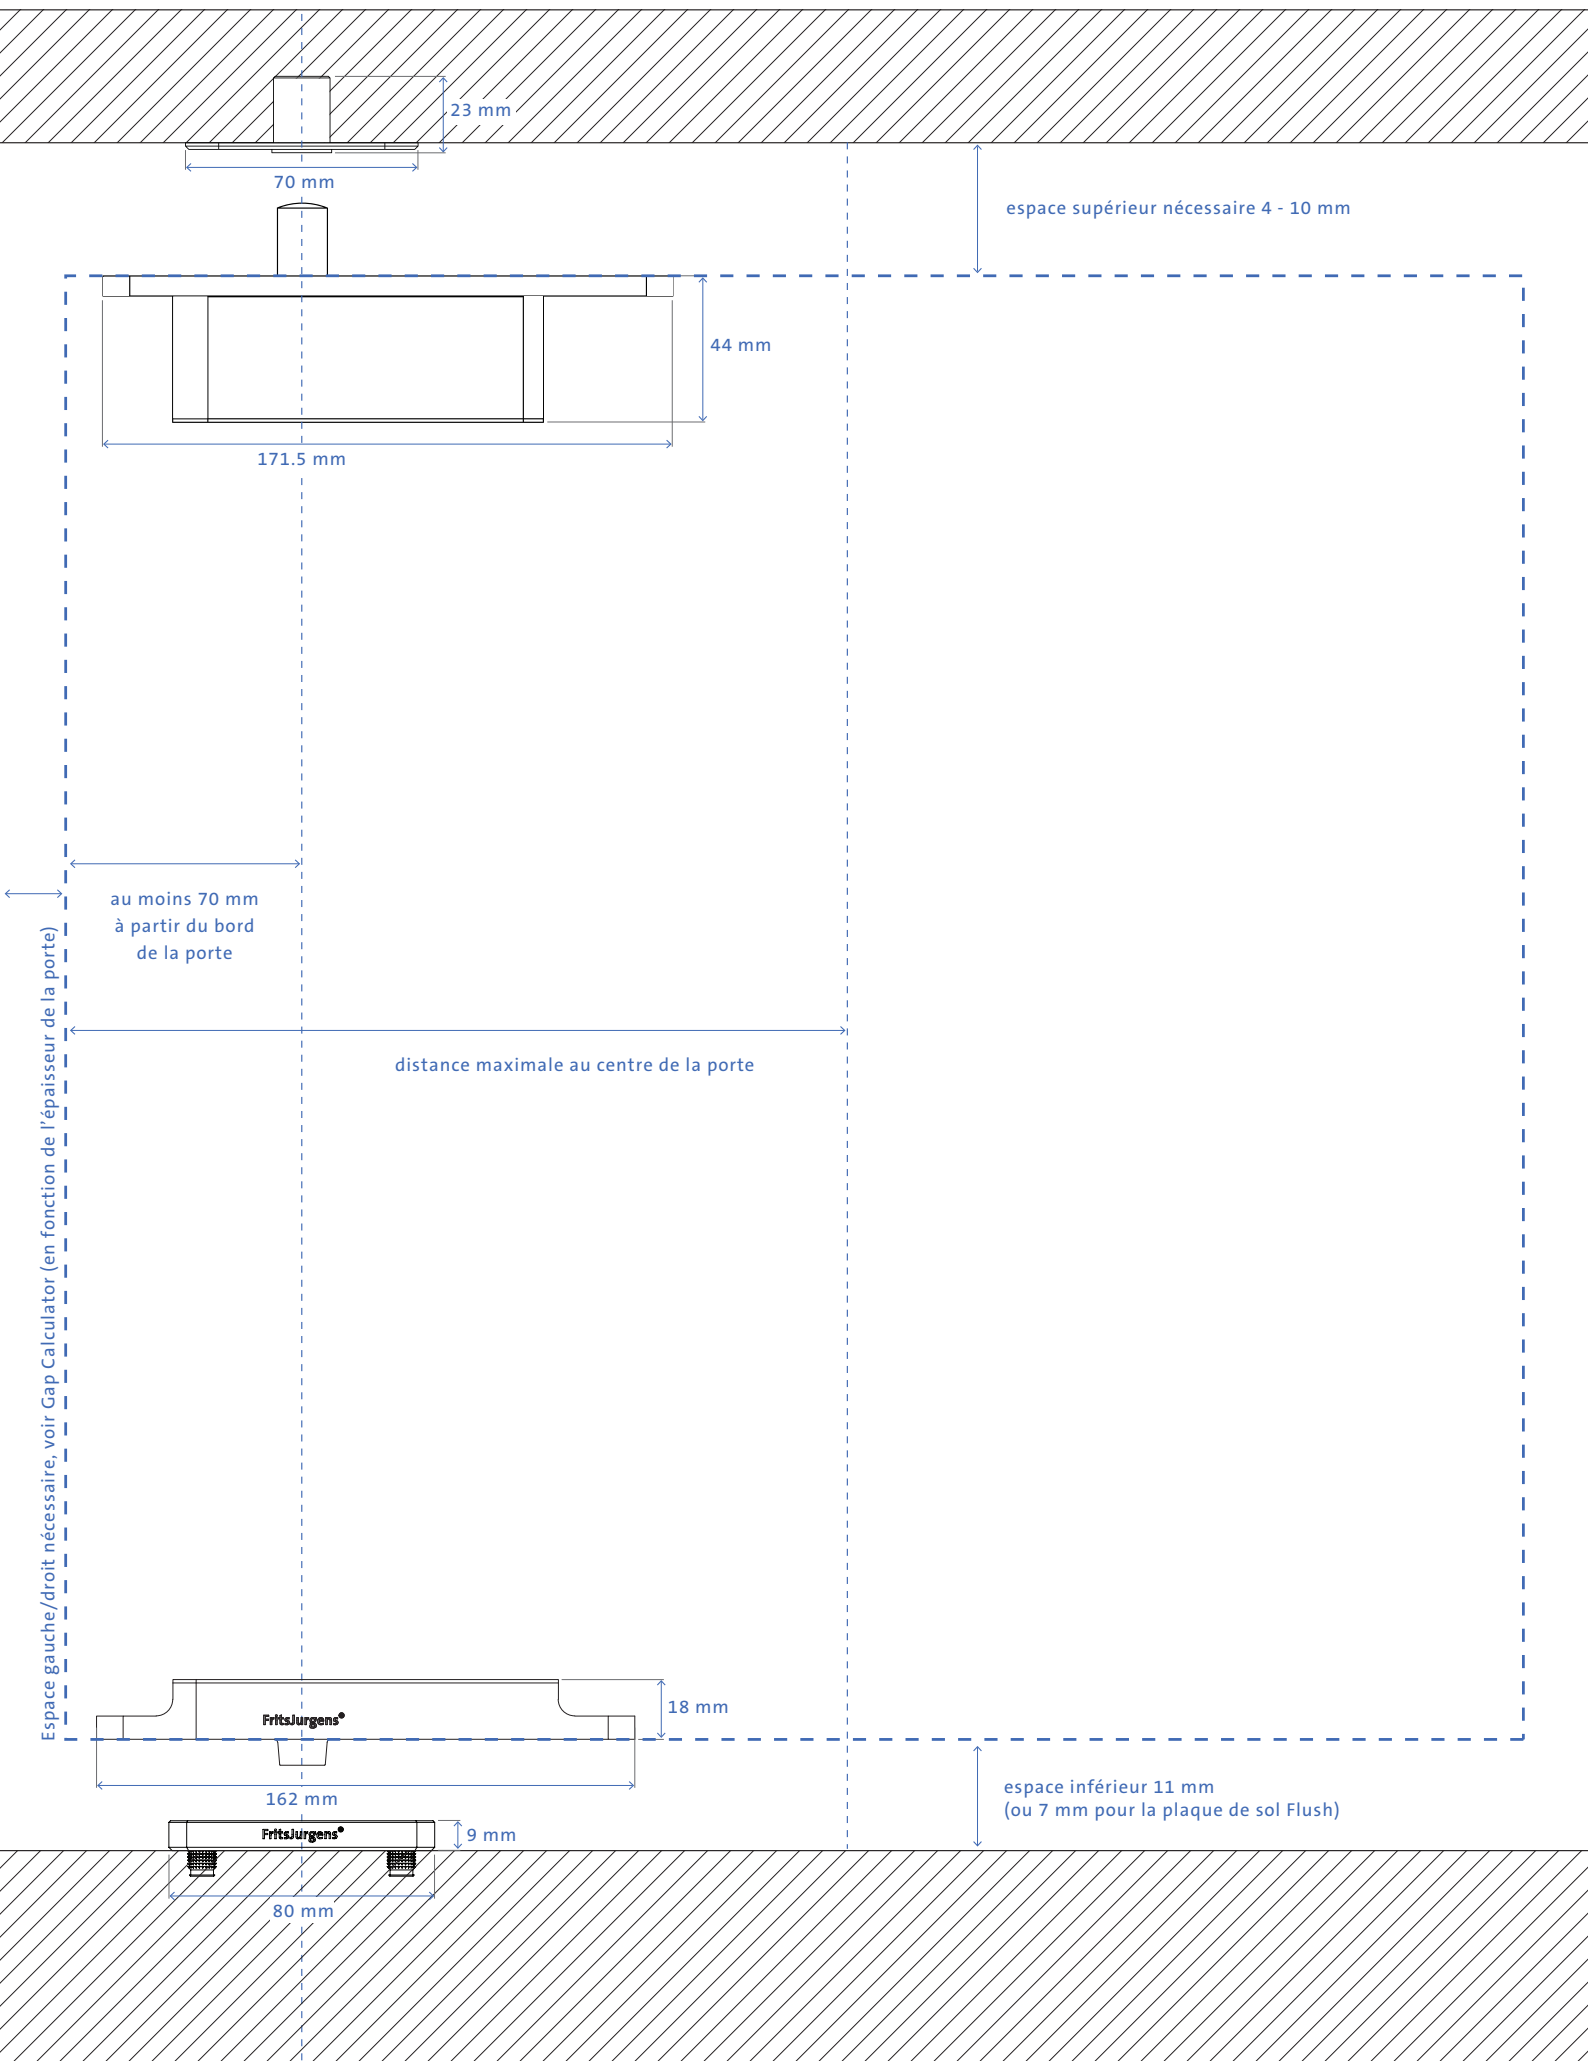 23 mm
70 mm
espace supérieur nécessaire 4 - 10 mm
44 mm
171.5 mm
au moins 70 mm
à partir du bord
de la porte
Espace gauche/droit nécessaire, voir Gap Calculator (en fonction de l'épaisseur de la porte)
distance maximale au centre de la porte
18 mm
FritsJurgens®
162 mm
espace inférieur 11 mm
(ou 7 mm pour la plaque de sol Flush)
FritsJurgens®
9 mm
80 mm